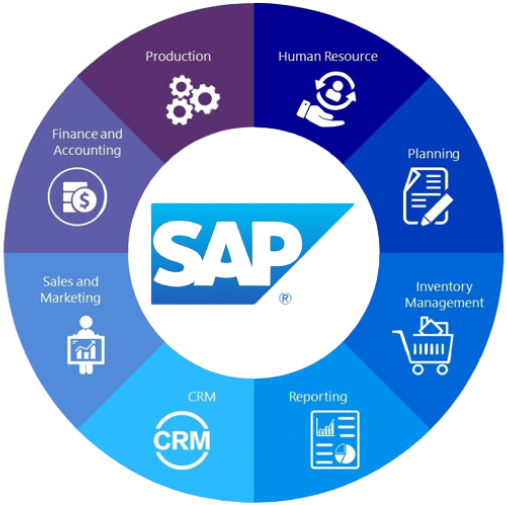 Production
Human Resource
Finance and
Accounting
Planning
SAP
®
Sales and
Marketing
Inventory
Management
CRM
CRM
Reporting
$